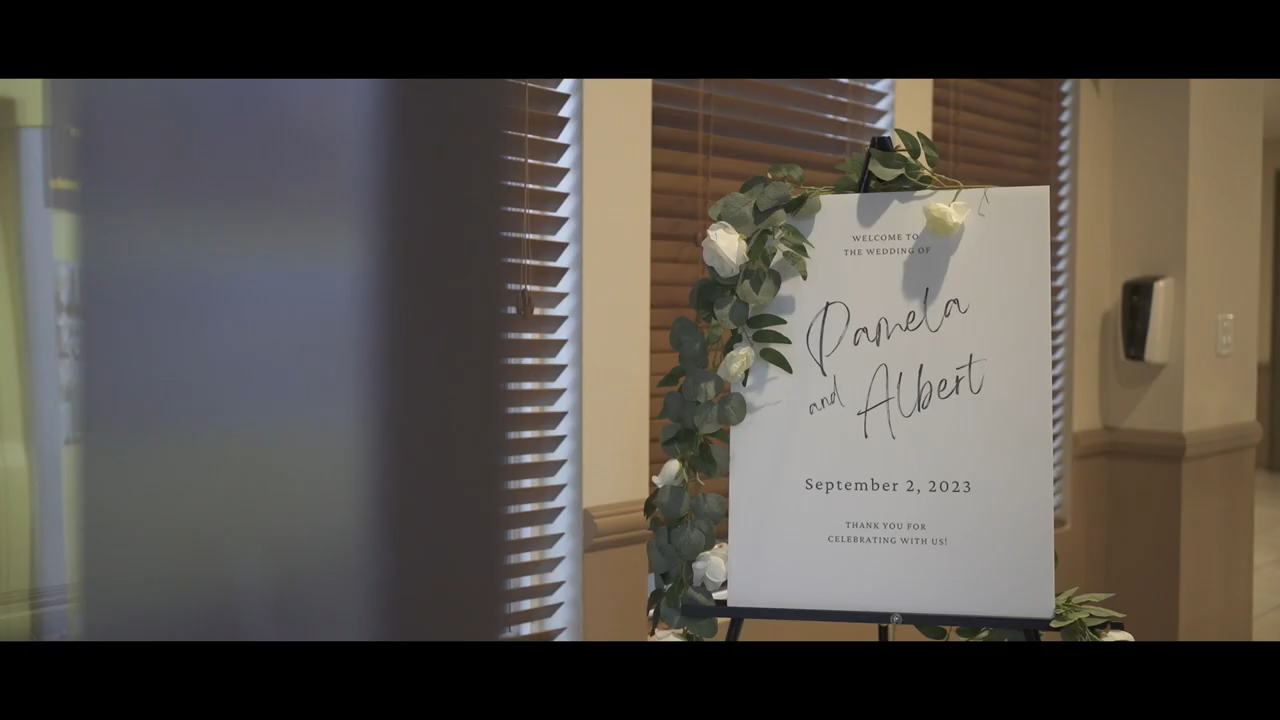 WELCOME TO
THE WEDDING OF
Pamela
and Albert
September 2, 2023
THANK YOU FOR
CELEBRATING WITH US!